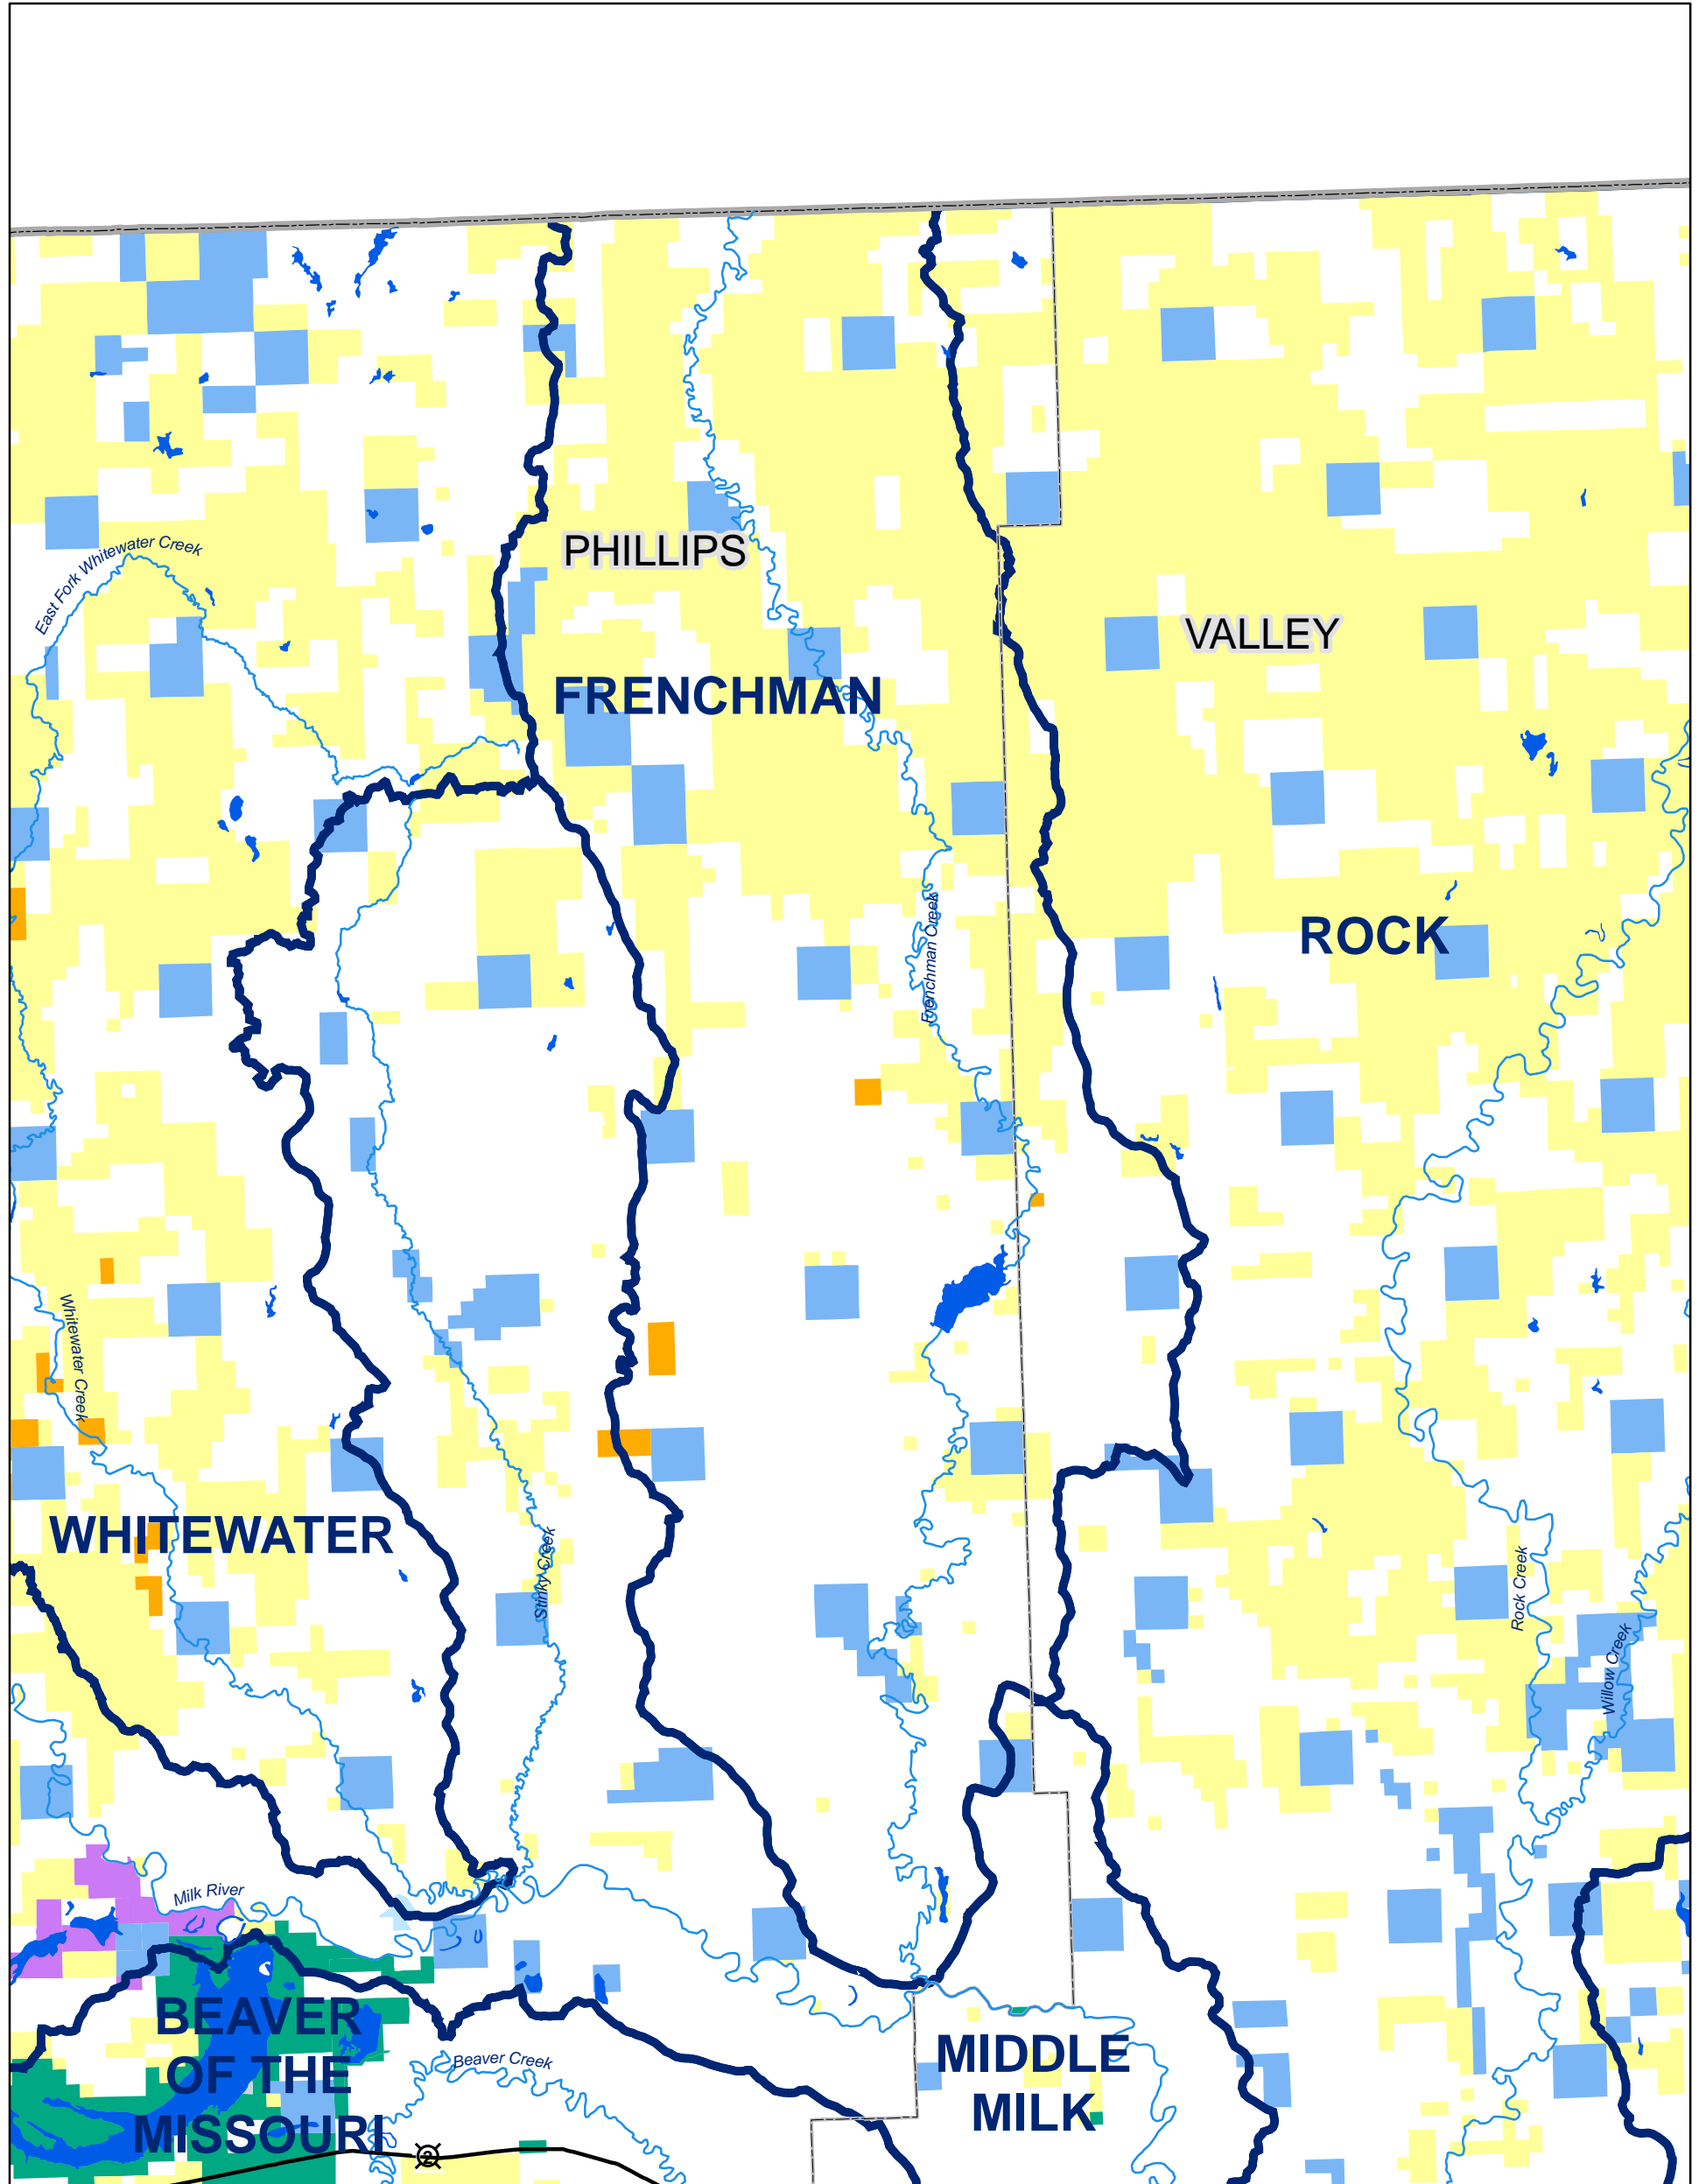 East Fork Whitewater Creek
PHILLIPS
VALLEY
FRENCHMAN
Frenchman Creek
ROCK
Whitewater Creek
WHITEWATER
Stinky Creek
Rock Creek
Willow Creek
Milk River
BEAVER
OF THE
MISSOURI
Beaver Creek
MIDDLE
MILK
2